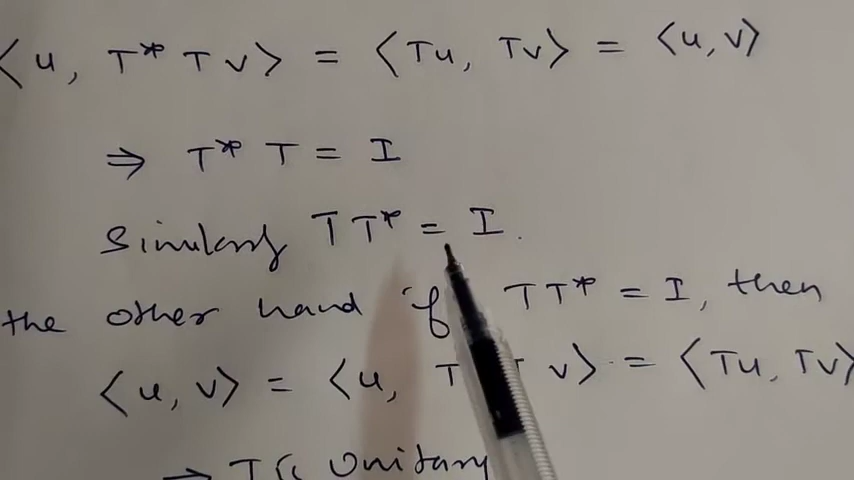 ⟨u, T* T v⟩ = ⟨Tu, Tv⟩ = ⟨u, v⟩
⇒ T* T = I
Similarly T T* = I.
the other hand if T T* = I, then
⟨u, v⟩ = ⟨u, T v⟩ = ⟨Tu, Tv⟩
⇒ T is Unitary